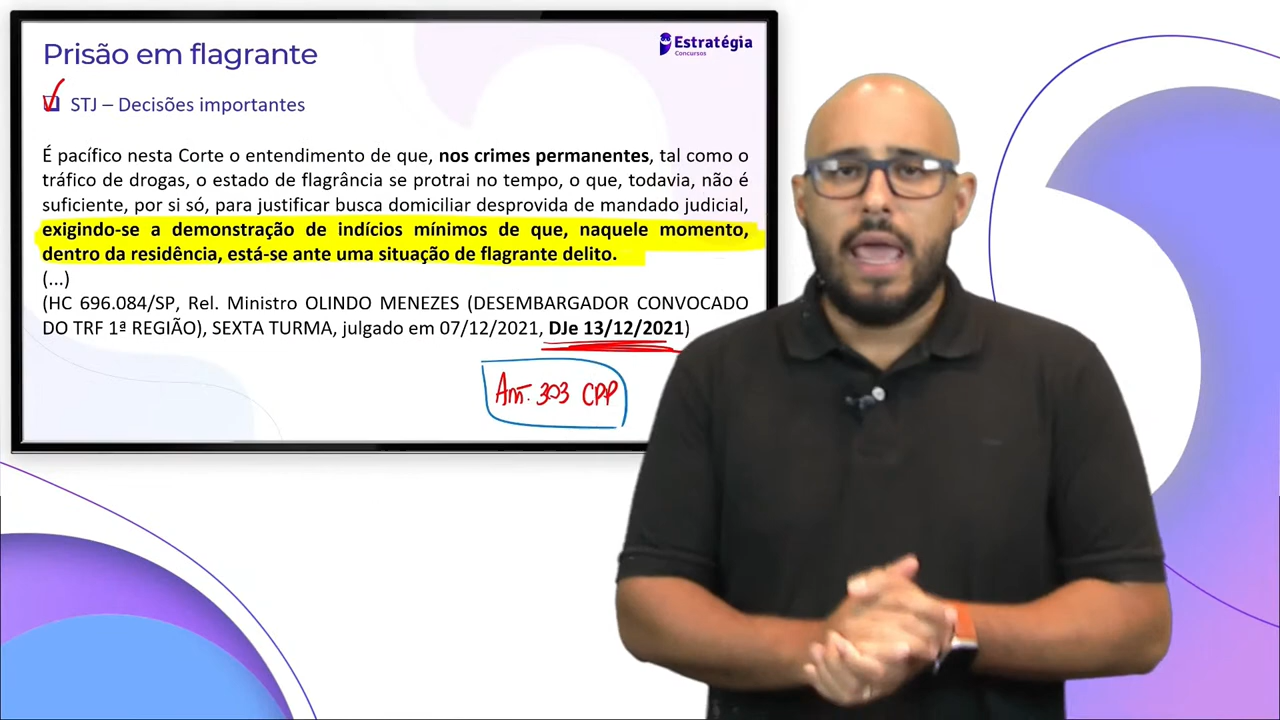 Prisão em flagrante
Estratégia
Concursos
STJ – Decisões importantes
É pacífico nesta Corte o entendimento de que, nos crimes permanentes, tal como o
tráfico de drogas, o estado de flagrância se protrai no tempo, o que, todavia, não é
suficiente, por si só, para justificar busca domiciliar desprovida de mandado judicial,
exigindo-se a demonstração de indícios mínimos de que, naquele momento,
dentro da residência, está-se ante uma situação de flagrante delito.
(...)
(HC 696.084/SP, Rel. Ministro OLINDO MENEZES (DESEMBARGADOR CONVOCADO
DO TRF 1ª REGIÃO), SEXTA TURMA, julgado em 07/12/2021, DJe 13/12/2021)
Art. 303 CPP